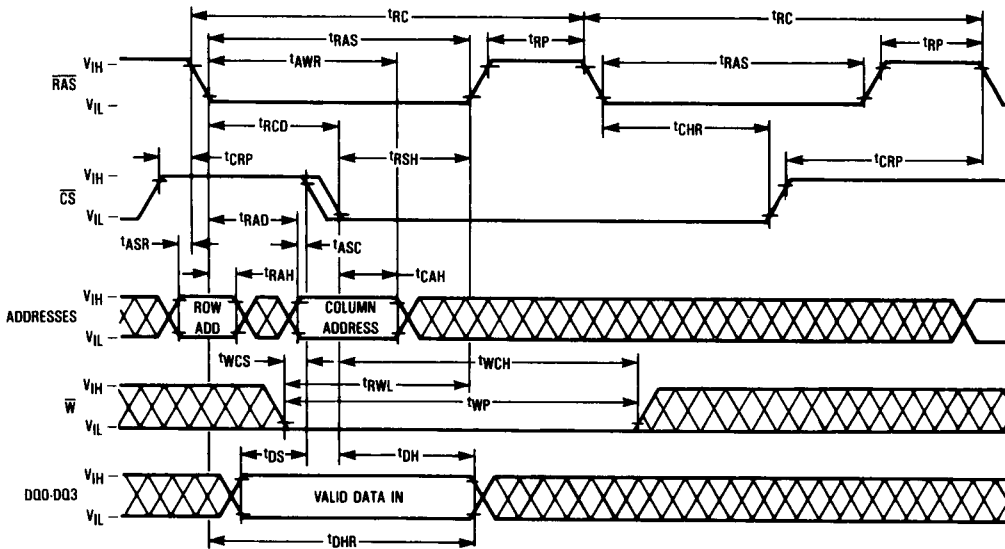 tRC tRC
tRAS tRP tRP
tAWR tRAS
VIH
RAS
VIL
tRCD tCHR
tCRP tRSH tCRP
VIH
CS
VIL
tRAD
tASR tASC
tRAH tCAH
VIH
ADDRESSES ROW ADD COLUMN ADDRESS
VIL
tWCS tWCH
tRWL
VIH
tWP
W
VIL
tDS tDH
VIH
DQ0-DQ3 VALID DATA IN
VIL
tDHR